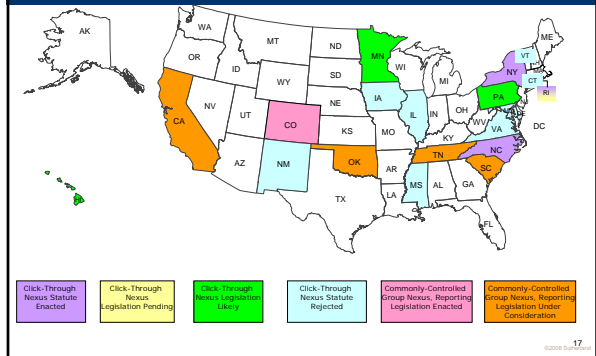 AK
WA
MT
ND
MN
ME
VT
OR
ID
SD
WI
NY
MA
WY
MI
CT
RI
IA
PA
NV
NE
IL
IN
OH
UT
CO
WV
VA
DC
CA
KS
MO
KY
NC
AZ
NM
OK
TN
AR
SC
MS
AL
GA
TX
LA
FL
HI
Click-Through
Nexus Statute
Enacted
Click-Through
Nexus
Legislation Pending
Click-Through
Nexus Legislation
Likely
Click-Through
Nexus Statute
Rejected
Commonly-Controlled
Group Nexus, Reporting
Legislation Enacted
Commonly-Controlled
Group Nexus, Reporting
Legislation Under
Consideration
17
©2008 Sutherland